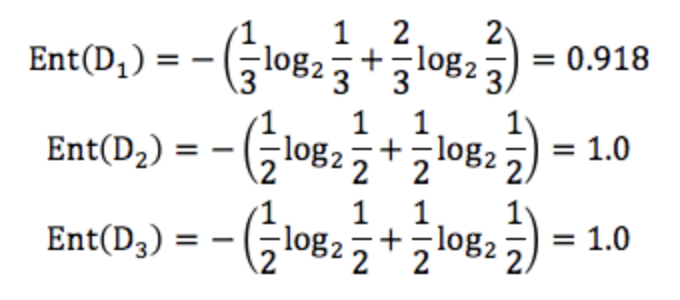 Ent(D₁) = −(1/3 log₂ 1/3 + 2/3 log₂ 2/3) = 0.918
Ent(D₂) = −(1/2 log₂ 1/2 + 1/2 log₂ 1/2) = 1.0
Ent(D₃) = −(1/2 log₂ 1/2 + 1/2 log₂ 1/2) = 1.0